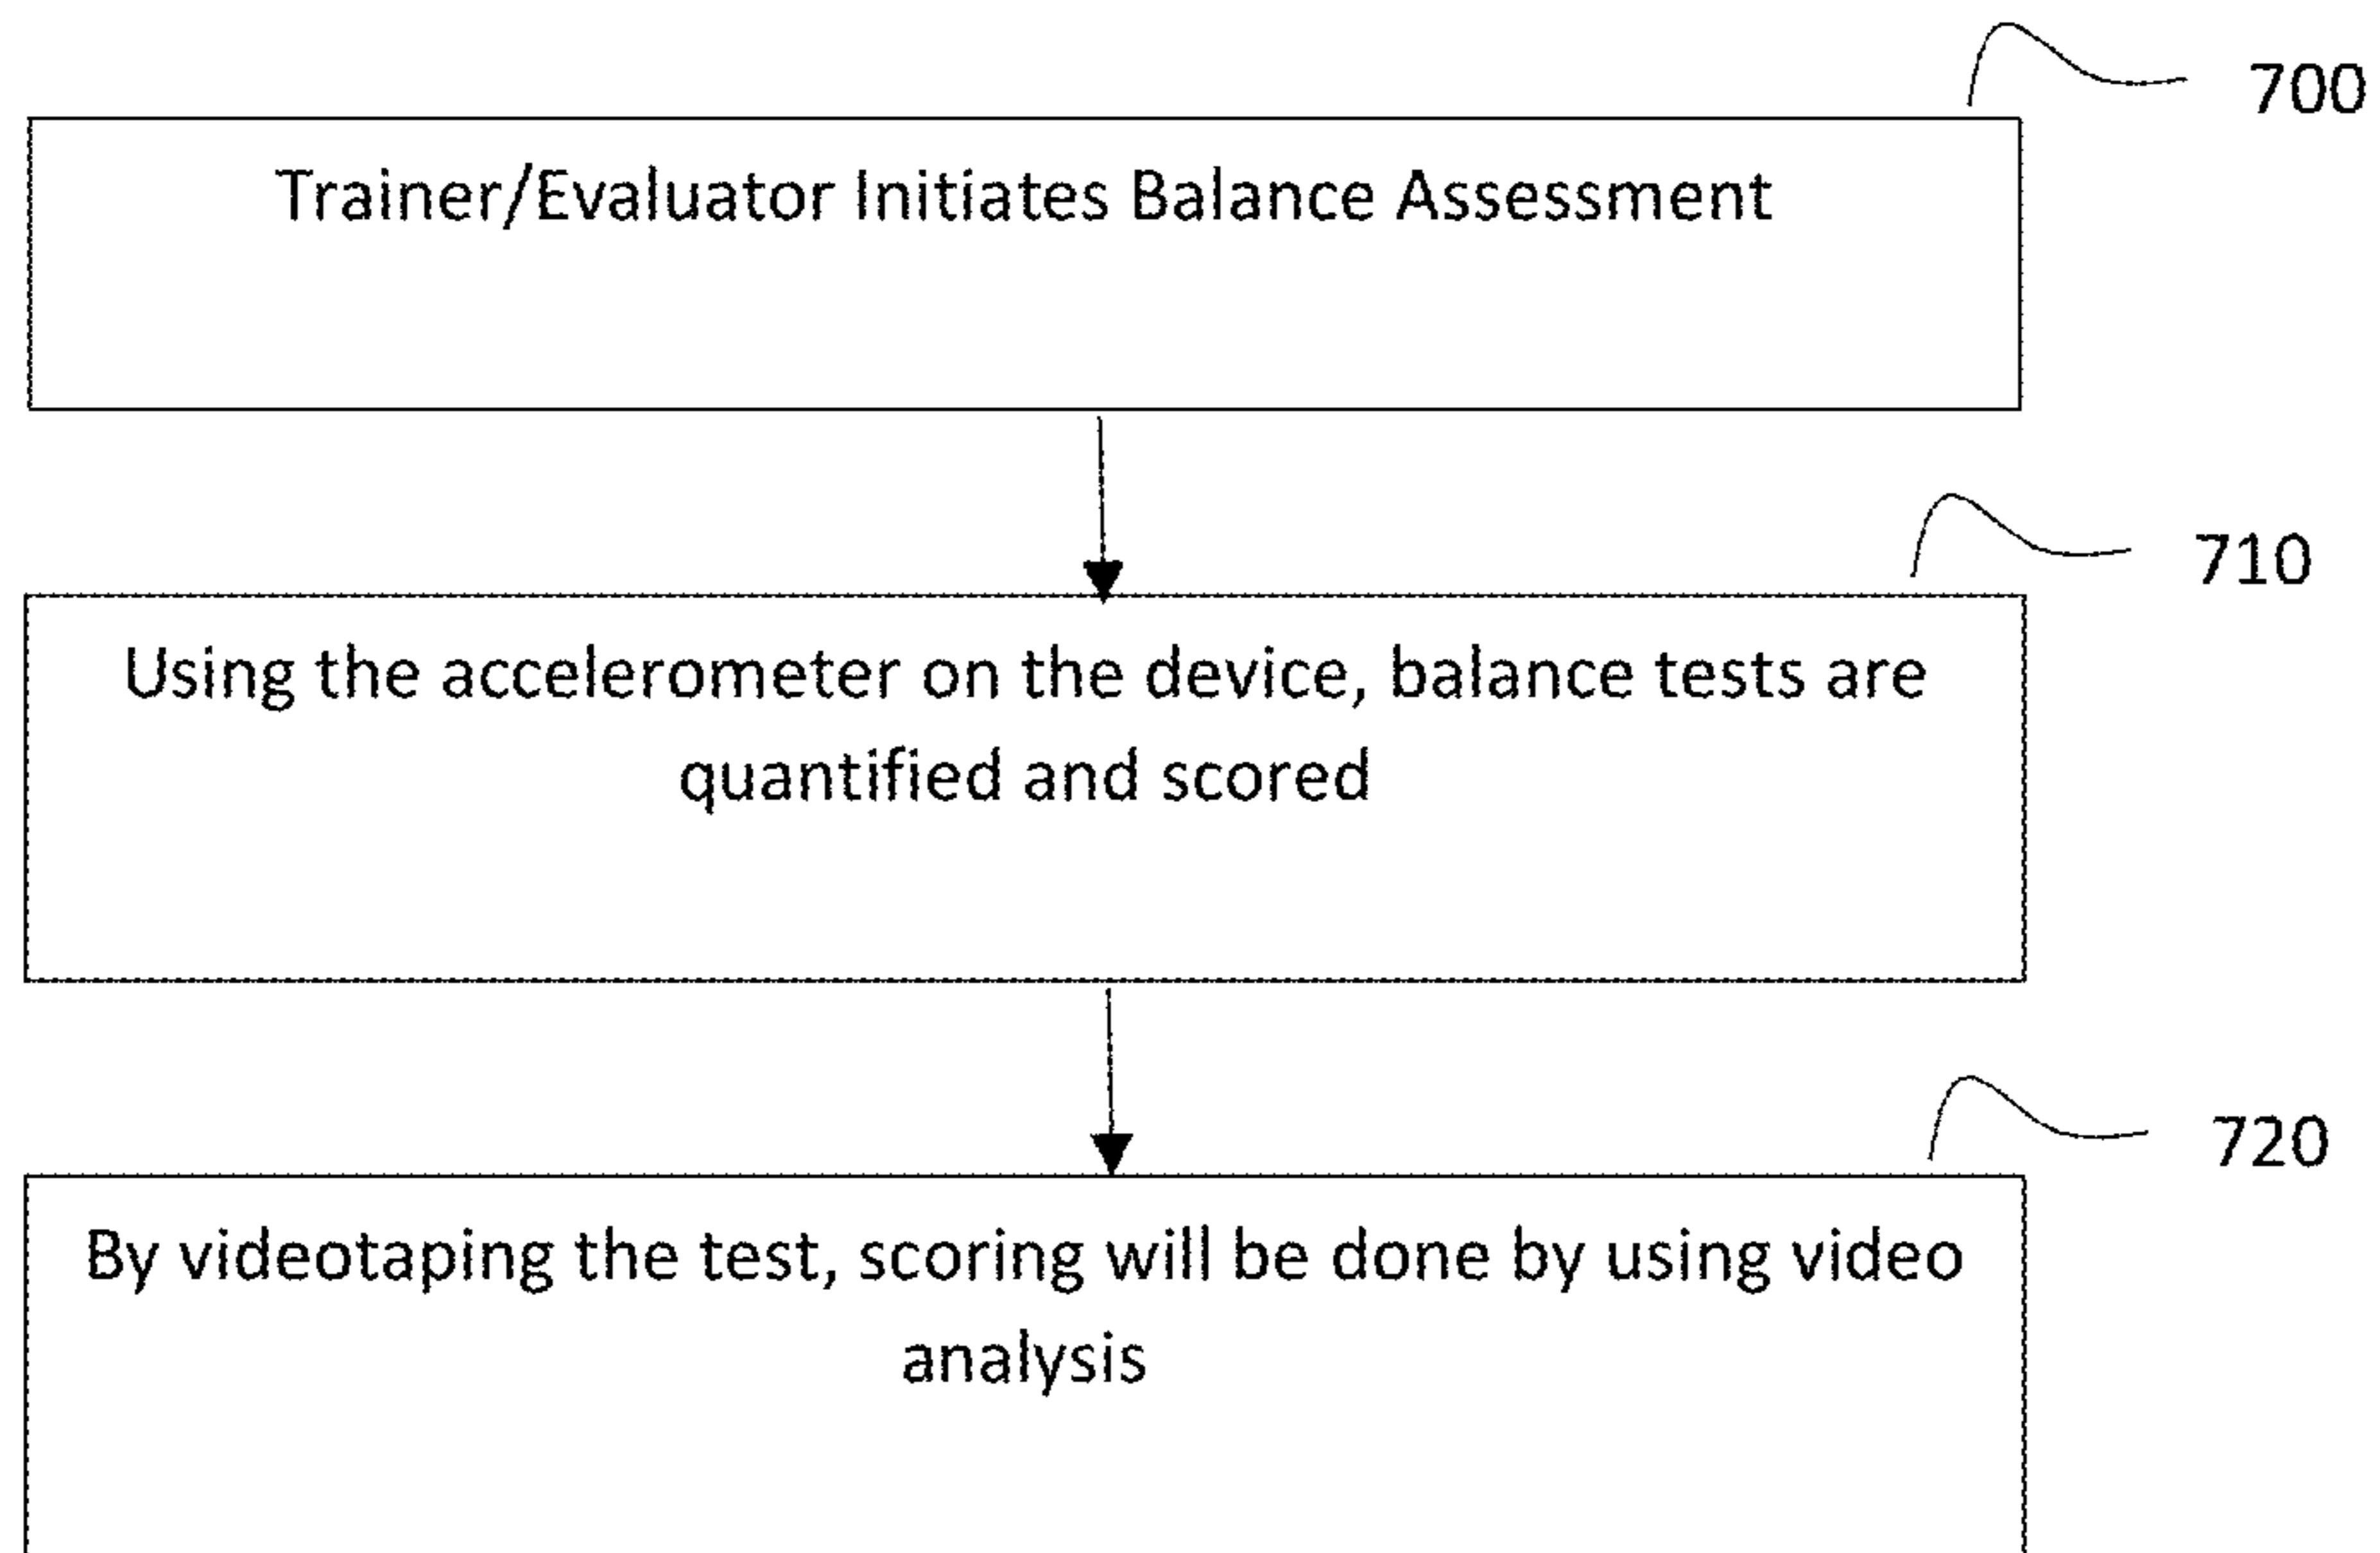 700
Trainer/Evaluator Initiates Balance Assessment
710
Using the accelerometer on the device, balance tests are
quantified and scored
720
By videotaping the test, scoring will be done by using video
analysis